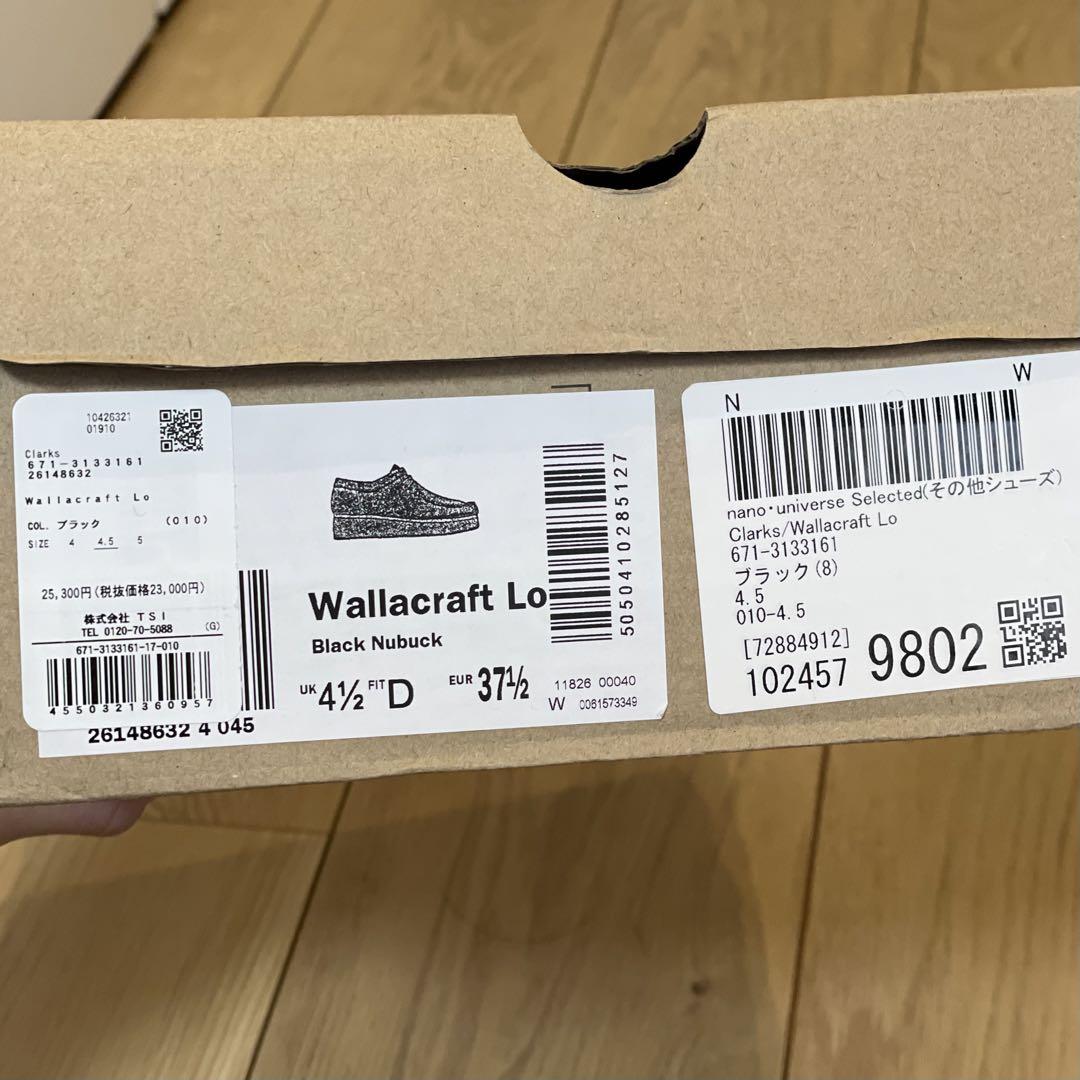 10426321
01910
Clarks
671-3133161
26148632
Wallacraft Lo
COL. ブラック (010)
SIZE 4 4.5 5
25,300円(税抜価格23,000円)
株式会社 TSI
TEL 0120-70-5088 (G)
671-3133161-17-010
4550321360957
26148632 4 045
Wallacraft Lo
Black Nubuck
UK 4½ FIT D EUR 37½
5050410285127
11826 00040
W 0061573349
N W
nano・universe Selected(その他シューズ)
Clarks/Wallacraft Lo
671-3133161
ブラック(8)
4.5
010-4.5
[72884912]
102457 9802